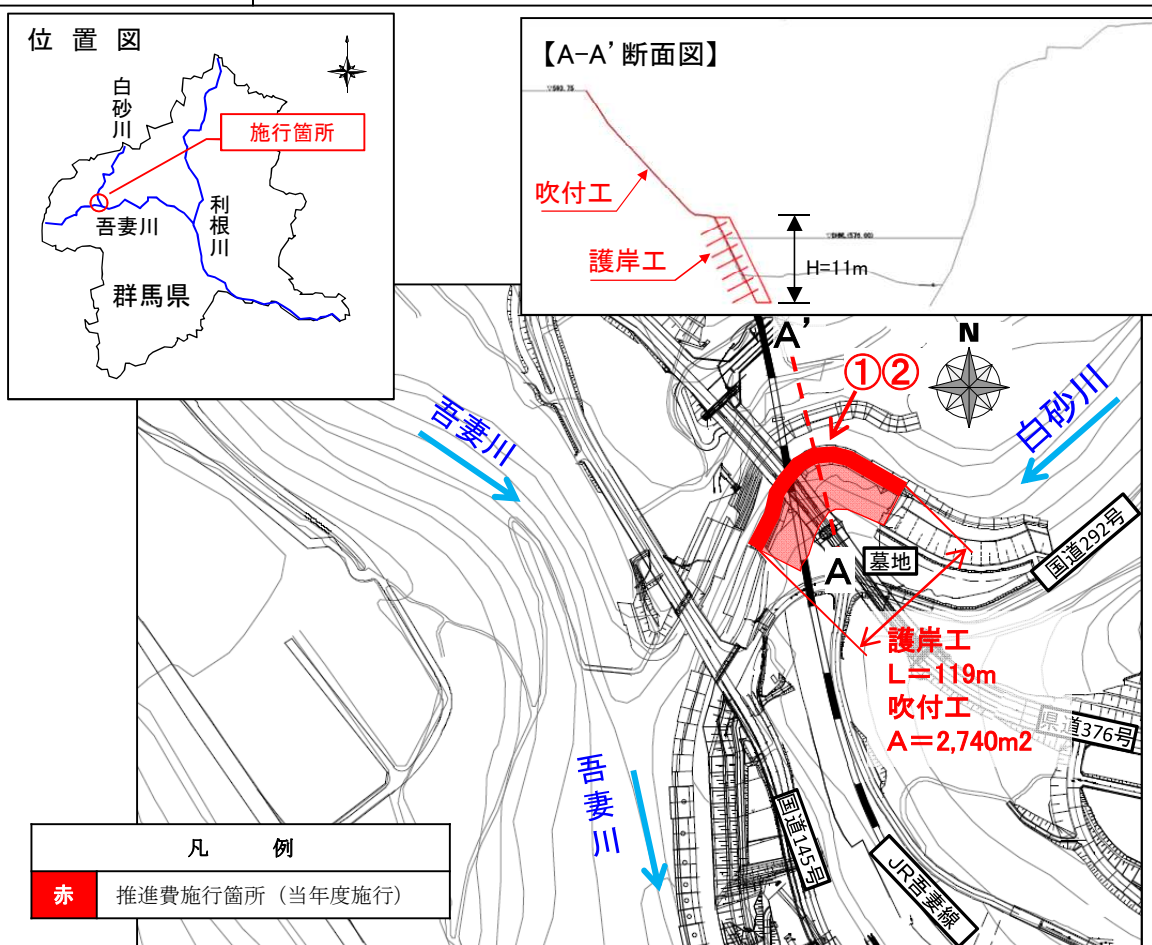 位 置 図
白砂川
施行箇所
吾妻川
利根川
群馬県
【A-A’断面図】
吹付工
護岸工
H=11m
A’
N
①②
吾妻川
白砂川
国道292号
A
墓地
護岸工
L=119m
吹付工
A=2,740m2
県道376号
吾妻川
国道145号
JR吾妻線
凡 例
赤
推進費施行箇所（当年度施行）